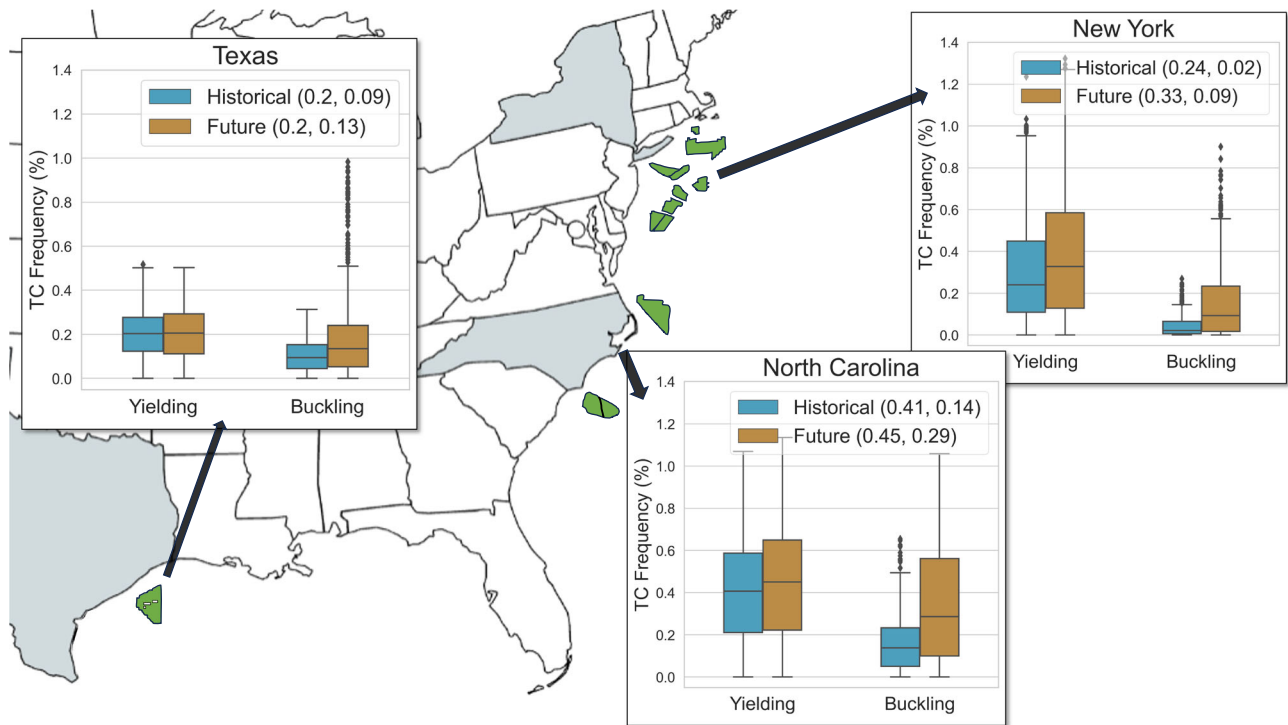 Texas
TC Frequency (%)
1.4
1.2
1.0
0.8
0.6
0.4
0.2
0.0
Historical (0.2, 0.09)
Future (0.2, 0.13)
Yielding
Buckling
New York
TC Frequency (%)
1.4
1.2
1.0
0.8
0.6
0.4
0.2
0.0
Historical (0.24, 0.02)
Future (0.33, 0.09)
Yielding
Buckling
North Carolina
TC Frequency (%)
1.4
1.2
1.0
0.8
0.6
0.4
0.2
0.0
Historical (0.41, 0.14)
Future (0.45, 0.29)
Yielding
Buckling